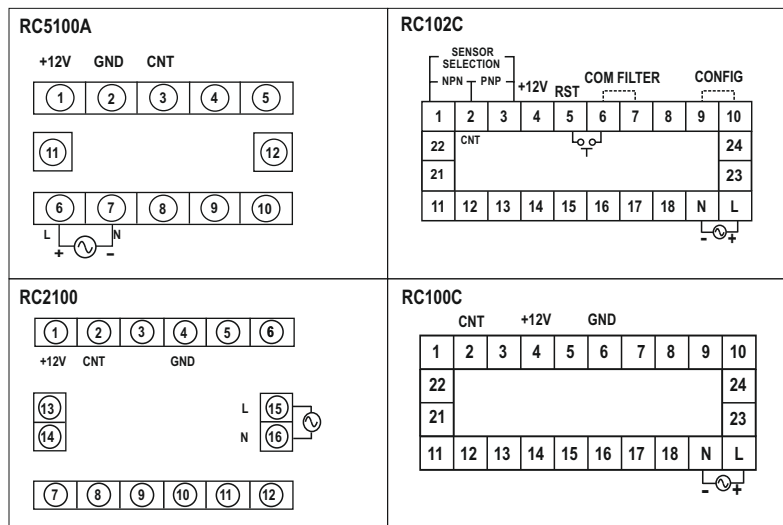 RC5100A
+12V GND CNT
1 2 3 4 5
11 12
6 7 8 9 10
L N
+ -
RC102C
SENSOR
SELECTION
NPN PNP +12V RST COM FILTER CONFIG
1 2 3 4 5 6 7 8 9 10
22 CNT 24
21 23
11 12 13 14 15 16 17 18 N L
- +
RC2100
1 2 3 4 5 6
+12V CNT GND
13 L 15
14 N 16
7 8 9 10 11 12
RC100C
CNT +12V GND
1 2 3 4 5 6 7 8 9 10
22 24
21 23
11 12 13 14 15 16 17 18 N L
- +